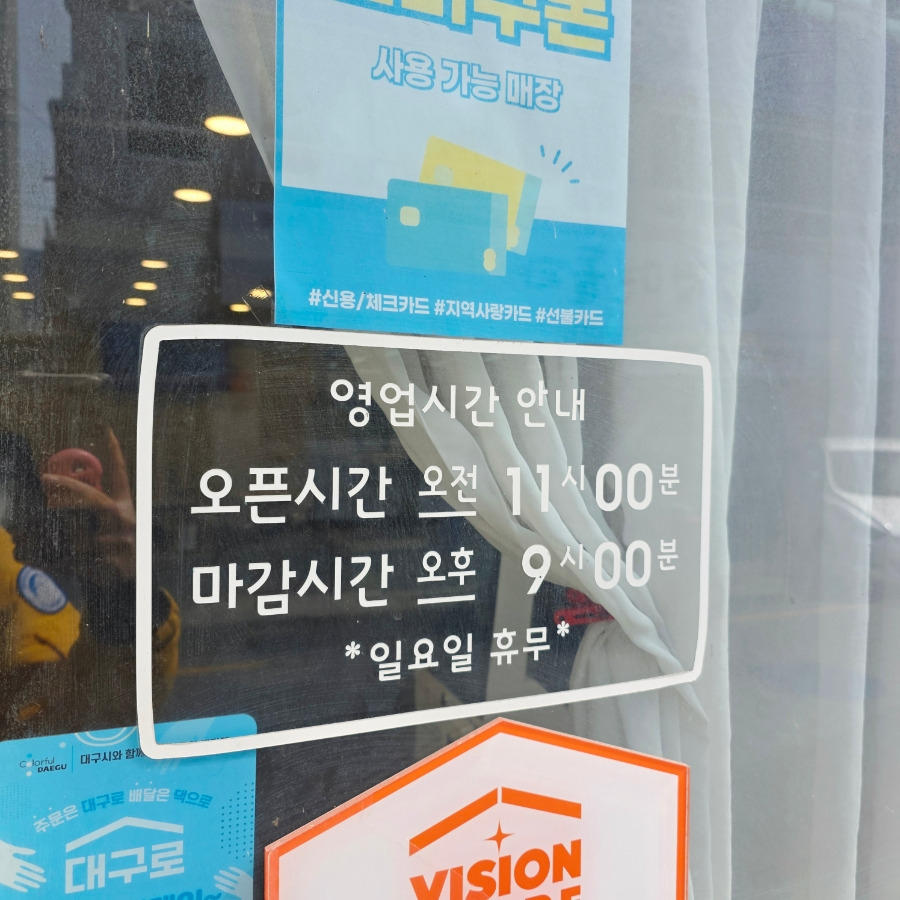 사용 가능 매장
#신용/체크카드 #지역사랑카드 #선불카드
영업시간 안내
오픈시간 오전 11시 00분
마감시간 오후 9시 00분
*일요일 휴무*
Colorful DAEGU 대구시와 함께
주문은 대구로 배달은 댁으로
대구로
VISION